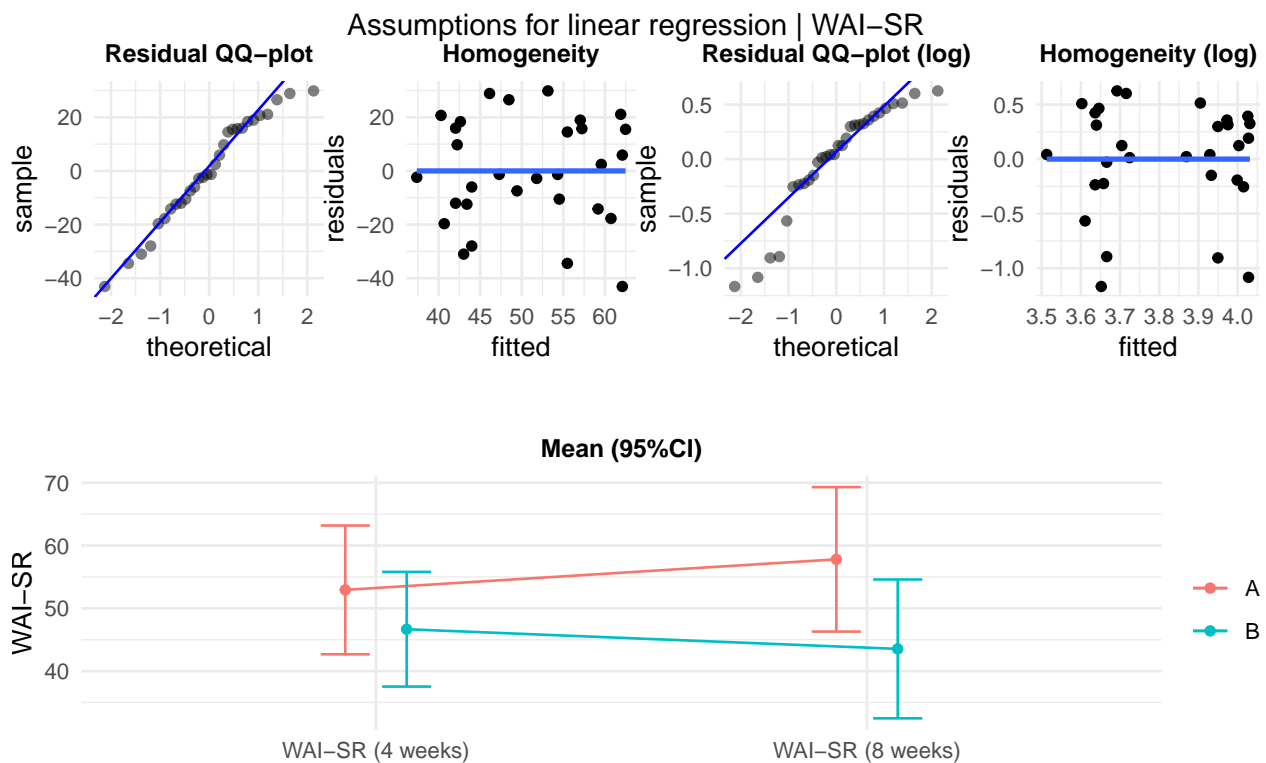 Assumptions for linear regression | WAI−SR
Residual QQ−plot
20
0
−20
−40
sample
−2 −1 0 1 2
theoretical
Homogeneity
20
0
−20
−40
residuals
40 45 50 55 60
fitted
Residual QQ−plot (log)
0.5
0.0
−0.5
−1.0
sample
−2 −1 0 1 2
theoretical
Homogeneity (log)
0.5
0.0
−0.5
−1.0
residuals
3.5 3.6 3.7 3.8 3.9 4.0
fitted
Mean (95%CI)
70
60
50
40
WAI−SR
WAI−SR (4 weeks) WAI−SR (8 weeks)
A
B